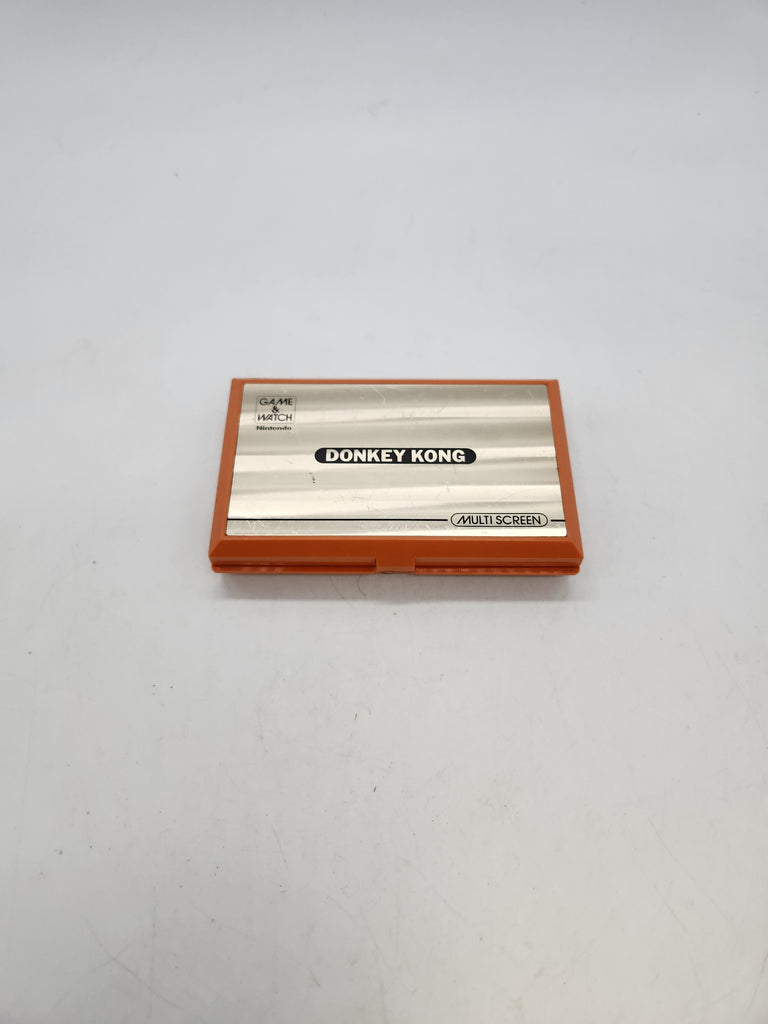 GAME
&
WATCH
Nintendo
DONKEY KONG
MULTI SCREEN